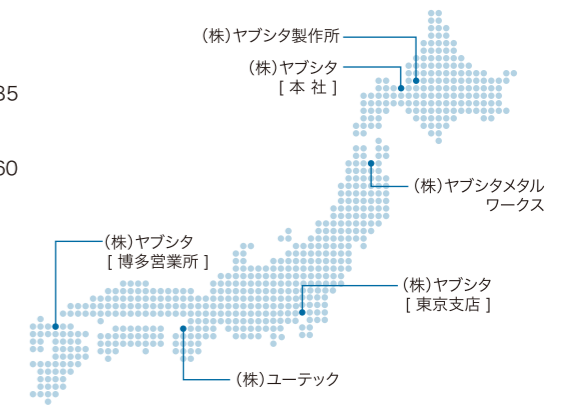 (株)ヤブシタ製作所
(株)ヤブシタ
[ 本 社 ]
35
60
(株)ヤブシタメタル
ワークス
(株)ヤブシタ
[ 博多営業所 ]
(株)ヤブシタ
[ 東京支店 ]
(株)ユーテック